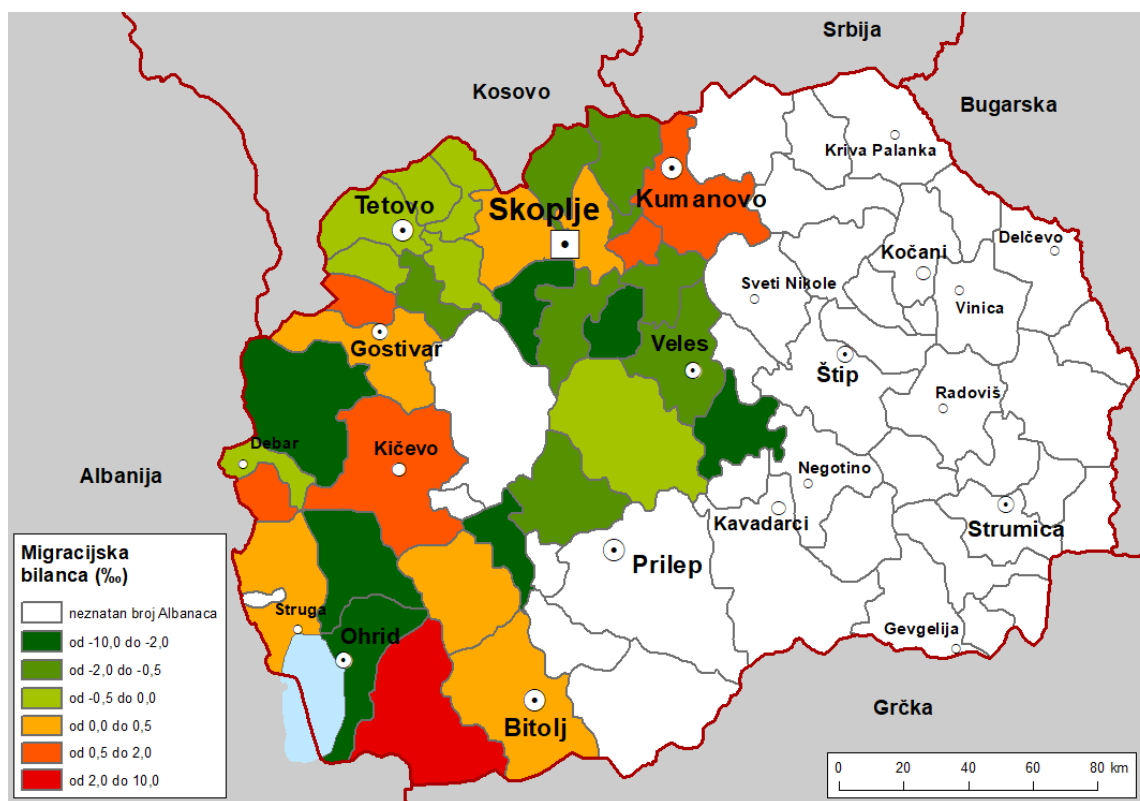 Srbija
Kosovo
Bugarska
Kriva Palanka
Tetovo
Skoplje
Kumanovo
Delčevo
Kočani
Sveti Nikole
Vinica
Gostivar
Veles
Štip
Radoviš
Debar
Kičevo
Albanija
Negotino
Kavadarci
Strumica
Prilep
Struga
Ohrid
Gevgelija
Bitolj
Grčka
Migracijska
bilanca (‰)
neznatan broj Albanaca
od -10,0 do -2,0
od -2,0 do -0,5
od -0,5 do 0,0
od 0,0 do 0,5
od 0,5 do 2,0
od 2,0 do 10,0
0 20 40 60 80 km